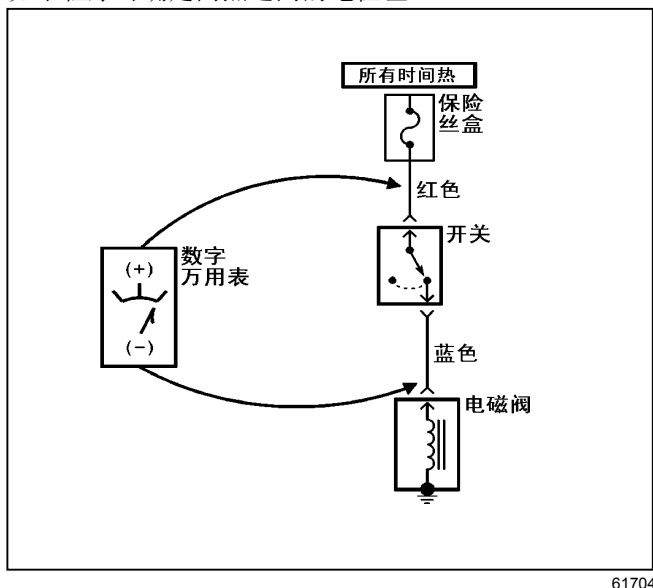 所有时间热
保险
丝盒
红色
开关
数字
万用表
(+)
(-)
蓝色
电磁阀
61704